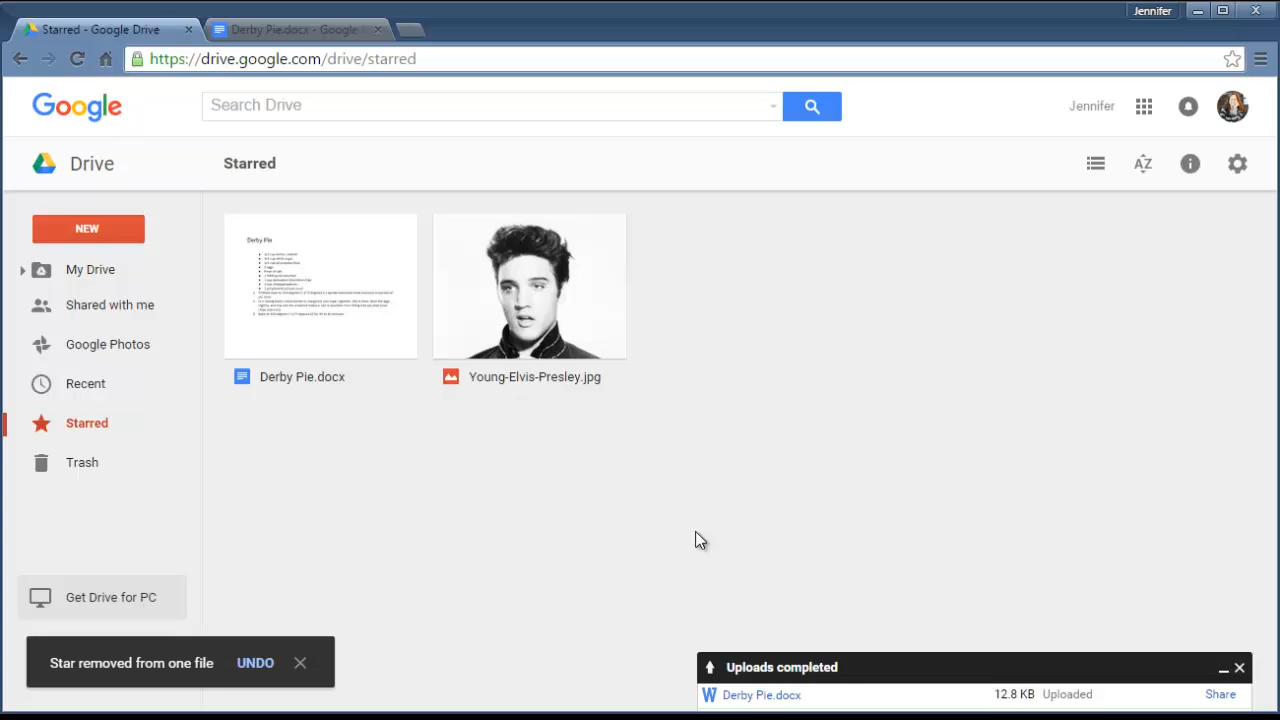 Jennifer
Starred - Google Drive
Derby Pie.docx - Google
https://drive.google.com/drive/starred
Google
Search Drive
Jennifer
Drive
Starred
AZ
NEW
My Drive
Shared with me
Google Photos
Recent
Starred
Trash
Get Drive for PC
Derby Pie
Derby Pie.docx
Young-Elvis-Presley.jpg
Star removed from one file UNDO
Uploads completed
Derby Pie.docx 12.8 KB Uploaded Share